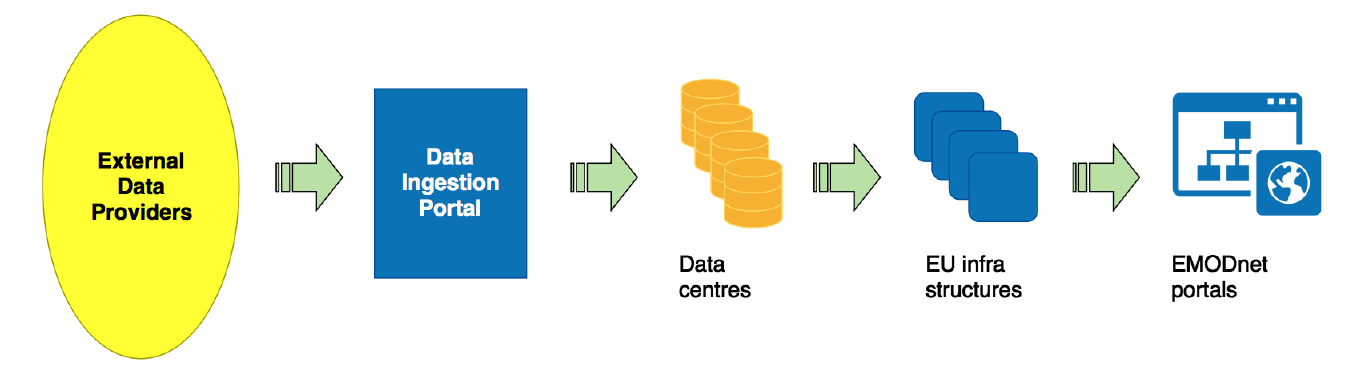 External
Data
Providers
Data
Ingestion
Portal
Data
centres
EU infra
structures
EMODnet
portals